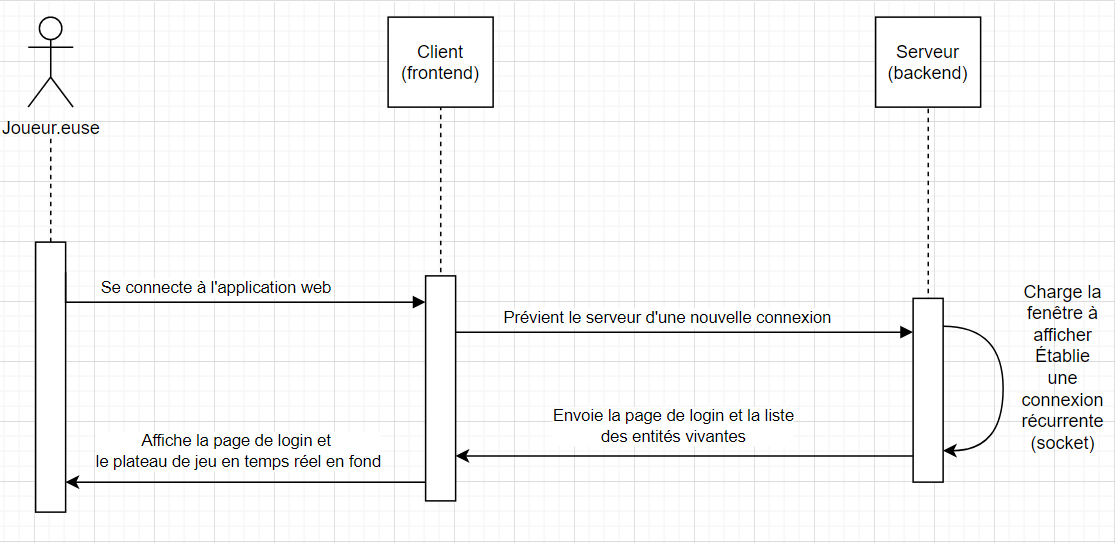 Client
(frontend)
Serveur
(backend)
Joueur.euse
Se connecte à l'application web
Prévient le serveur d'une nouvelle connexion
Charge la
fenêtre à
afficher
Établie
une
connexion
récurrente
(socket)
Envoie la page de login et la liste
des entités vivantes
Affiche la page de login et
le plateau de jeu en temps réel en fond